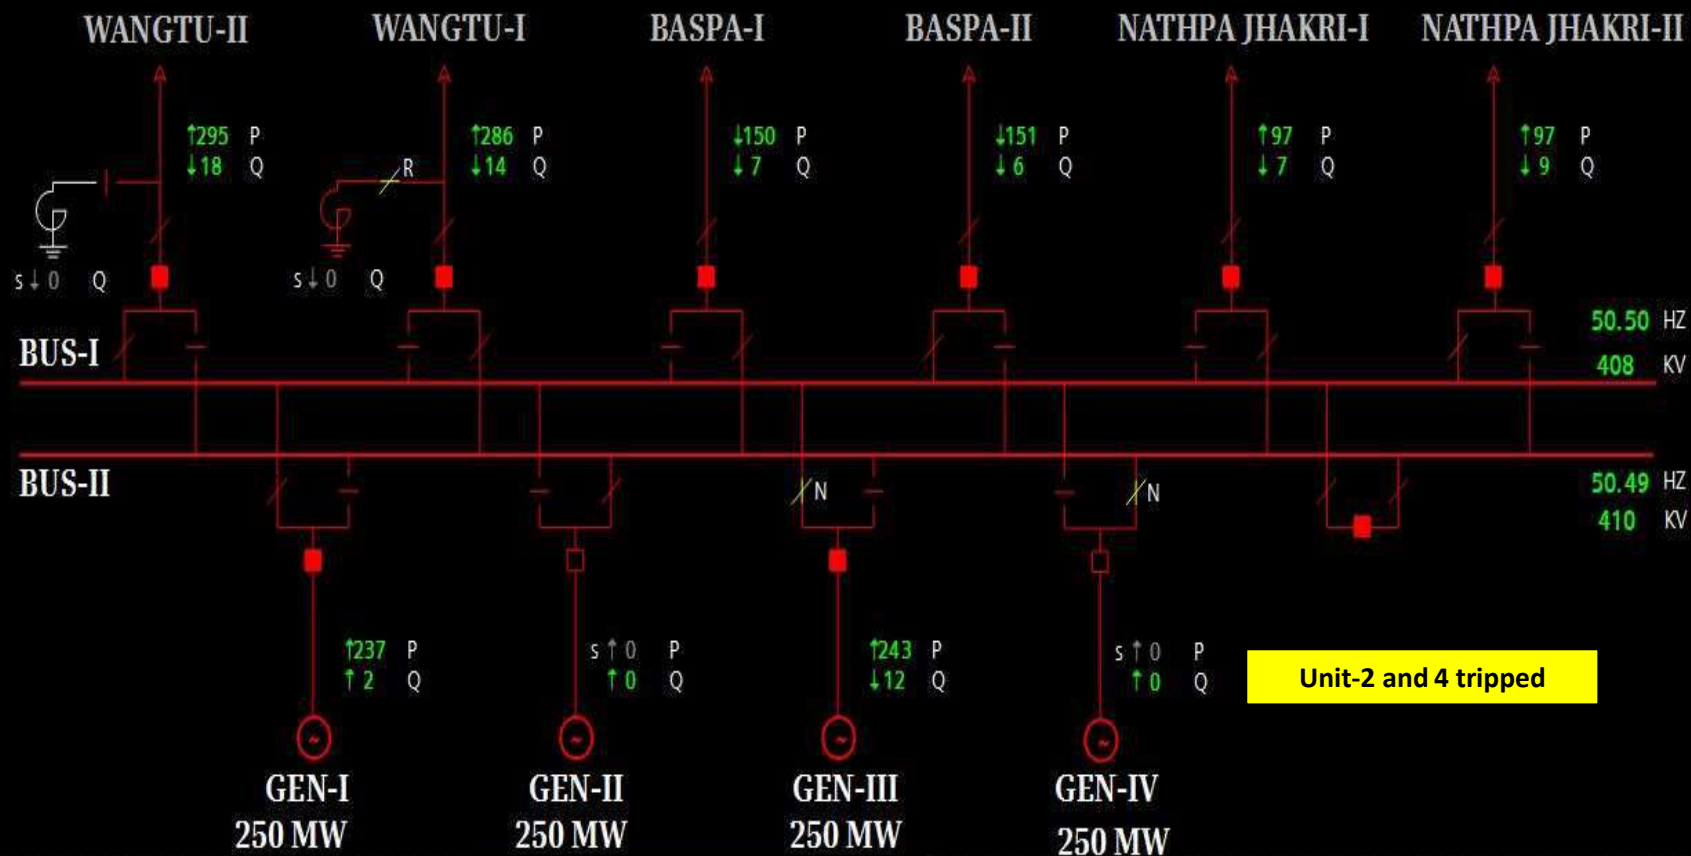 WANGTU-II WANGTU-I BASPA-I BASPA-II NATHPA JHAKRI-I NATHPA JHAKRI-II
↑295 P ↑286 P ↓150 P ↓151 P ↑97 P ↑97 P
↓18 Q ↓14 Q ↓7 Q ↓6 Q ↓7 Q ↓9 Q
R
s↓0 Q s↓0 Q
50.50 HZ
BUS-I
408 KV
BUS-II
50.49 HZ
N N
410 KV
↑237 P s↑0 P ↑243 P s↑0 P
↑2 Q ↑0 Q ↓12 Q ↑0 Q
Unit-2 and 4 tripped
~ ~ ~ ~
GEN-I GEN-II GEN-III GEN-IV
250 MW 250 MW 250 MW 250 MW